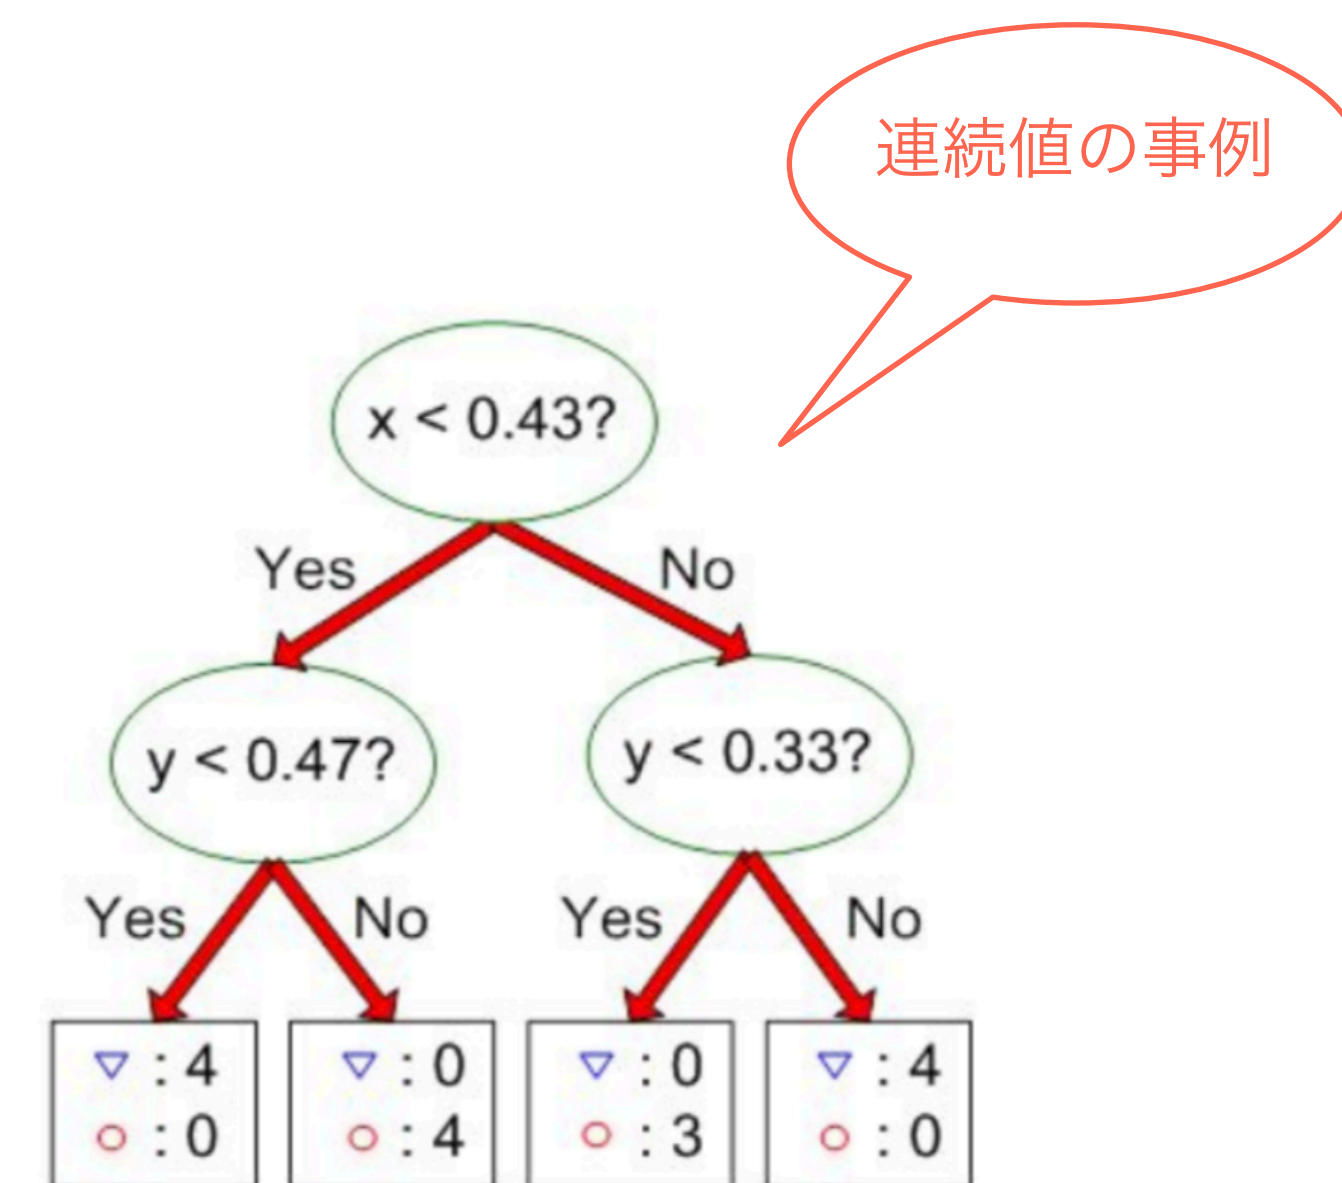 連続値の事例
x < 0.43?
Yes No
y < 0.47? y < 0.33?
Yes No Yes No
▽ : 4 ▽ : 0 ▽ : 0 ▽ : 4
○ : 0 ○ : 4 ○ : 3 ○ : 0